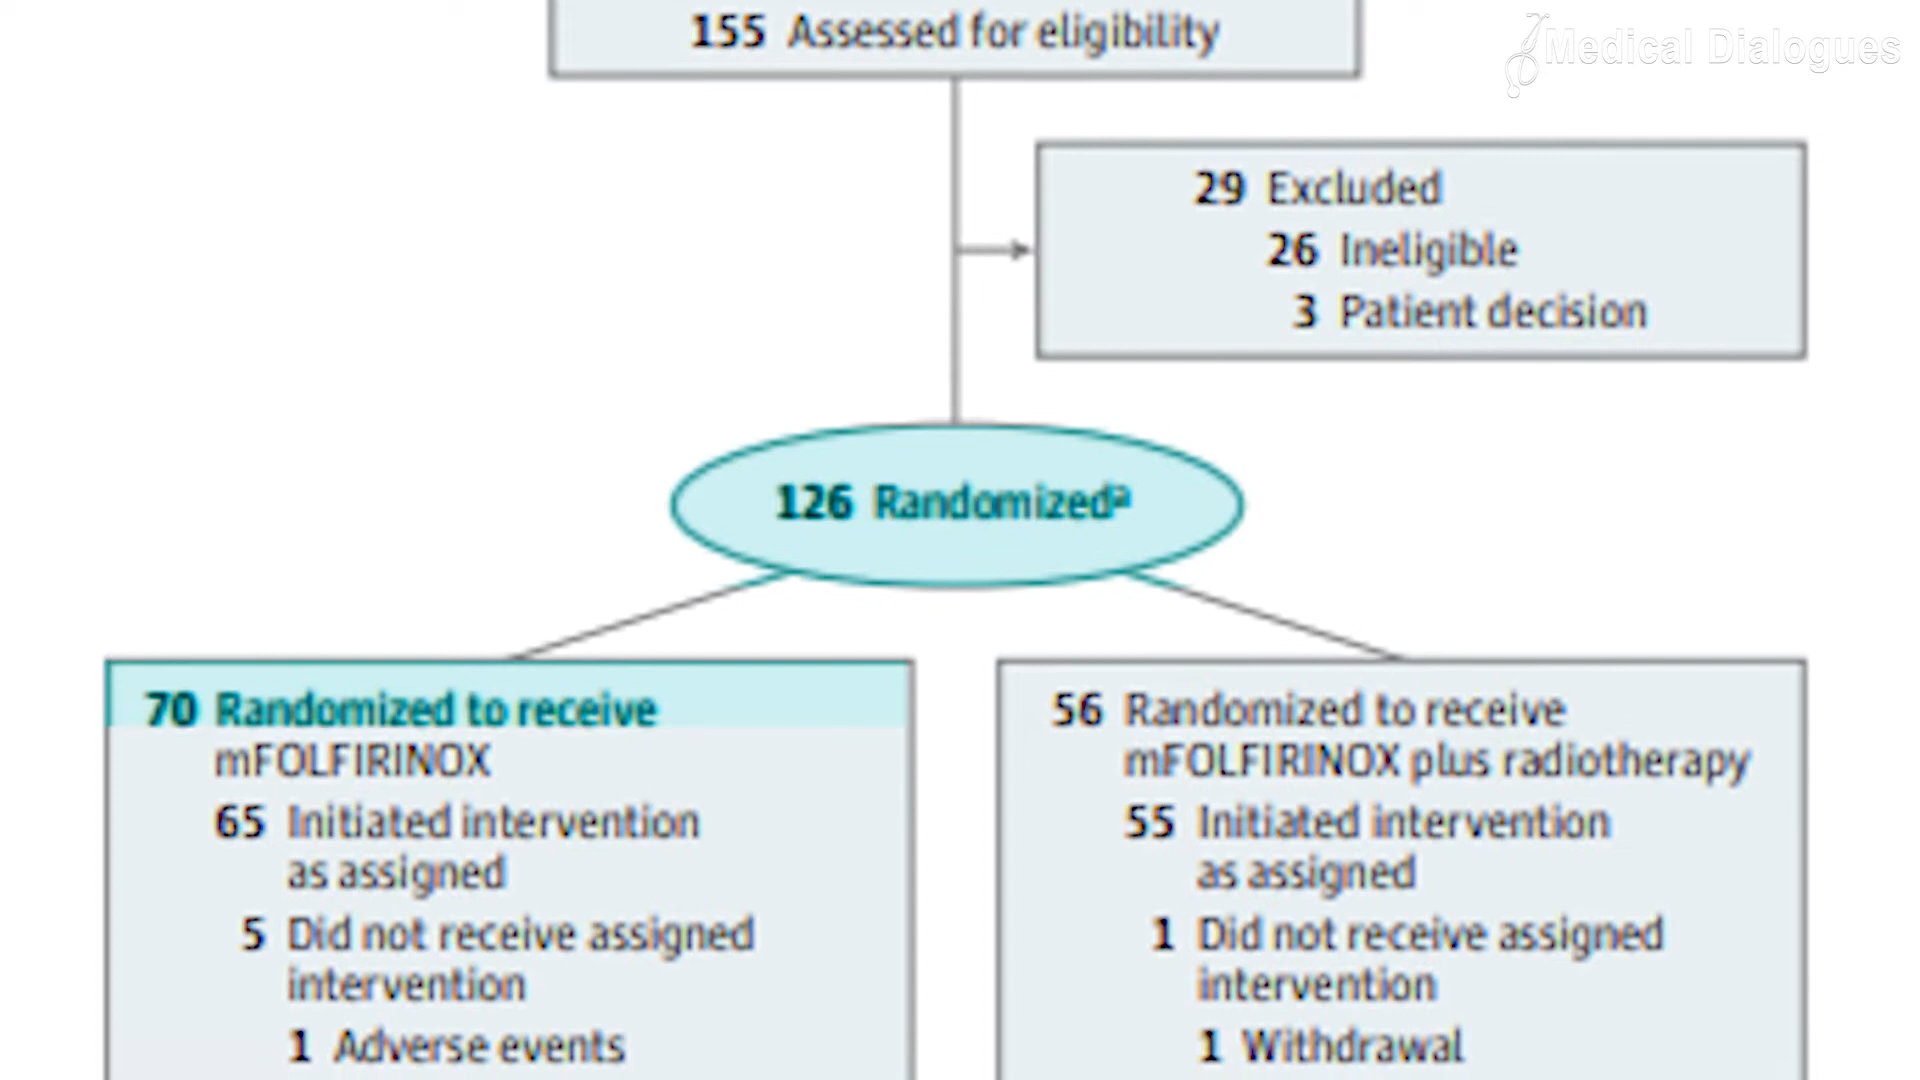 155 Assessed for eligibility
Medical Dialogues
29 Excluded
26 Ineligible
3 Patient decision
126 Randomizedª
70 Randomized to receive
mFOLFIRINOX
65 Initiated intervention
as assigned
5 Did not receive assigned
intervention
1 Adverse events
56 Randomized to receive
mFOLFIRINOX plus radiotherapy
55 Initiated intervention
as assigned
1 Did not receive assigned
intervention
1 Withdrawal